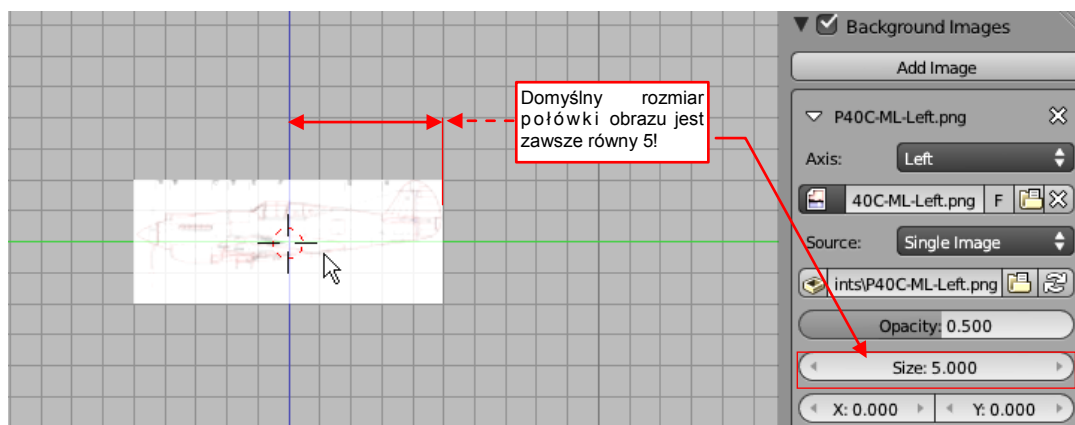 Background Images
Add Image
Domyślny rozmiar
połówki obrazu jest
zawsze równy 5!
P40C-ML-Left.png
Axis: Left
40C-ML-Left.png F
Source: Single Image
ints\P40C-ML-Left.png
Opacity: 0.500
Size: 5.000
X: 0.000 Y: 0.000